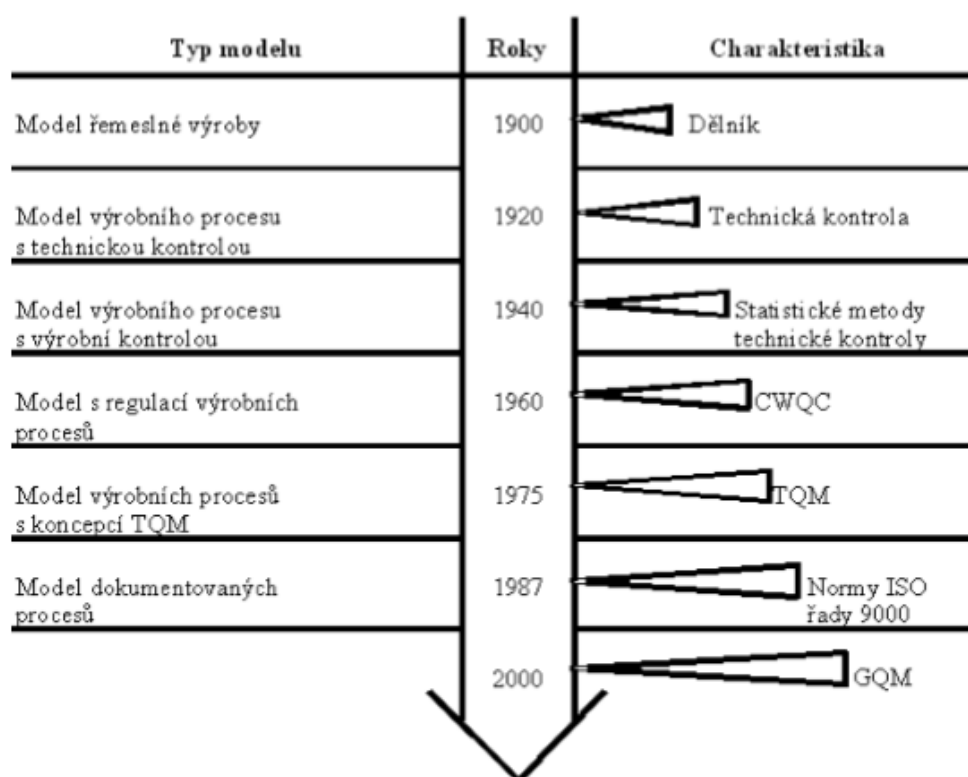 Typ modelu Roky Charakteristika
Model řemeslné výroby 1900 Dělník
Model výrobního procesu
s technickou kontrolou 1920 Technická kontrola
Model výrobního procesu
s výrobní kontrolou 1940 Statistické metody
technické kontroly
Model s regulací výrobních
procesů 1960 CWQC
Model výrobních procesů
s koncepcí TQM 1975 TQM
Model dokumentovaných
procesů 1987 Normy ISO
řady 9000
2000 GQM